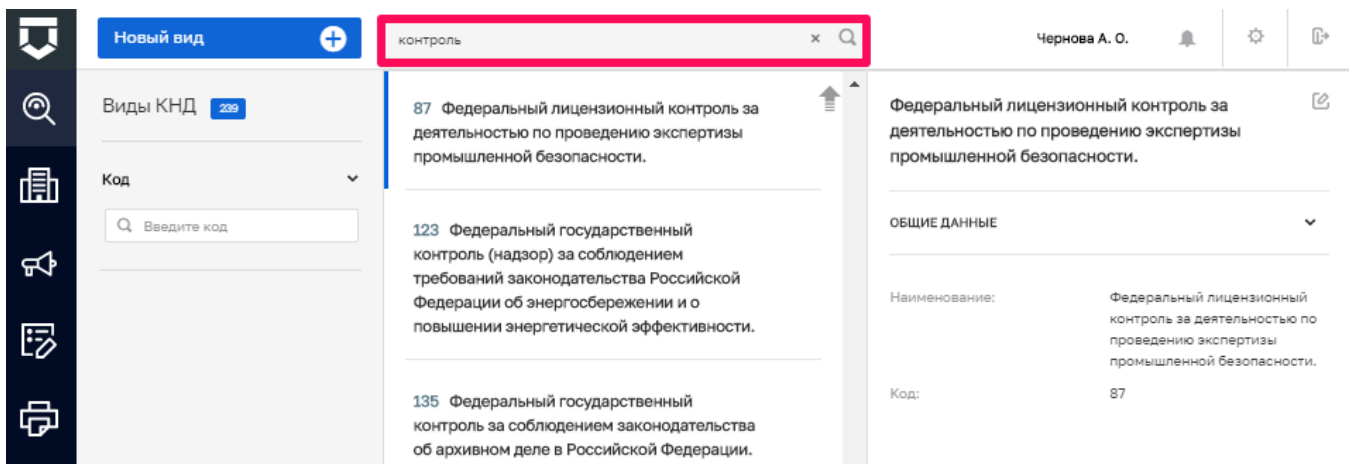 Новый вид
контроль
Чернова А. О.
Виды КНД 239
Код
Введите код
87 Федеральный лицензионный контроль за
деятельностью по проведению экспертизы
промышленной безопасности.
123 Федеральный государственный
контроль (надзор) за соблюдением
требований законодательства Российской
Федерации об энергосбережении и о
повышении энергетической эффективности.
135 Федеральный государственный
контроль за соблюдением законодательства
об архивном деле в Российской Федерации.
Федеральный лицензионный контроль за
деятельностью по проведению экспертизы
промышленной безопасности.
ОБЩИЕ ДАННЫЕ
Наименование:
Федеральный лицензионный
контроль за деятельностью по
проведению экспертизы
промышленной безопасности.
Код:
87